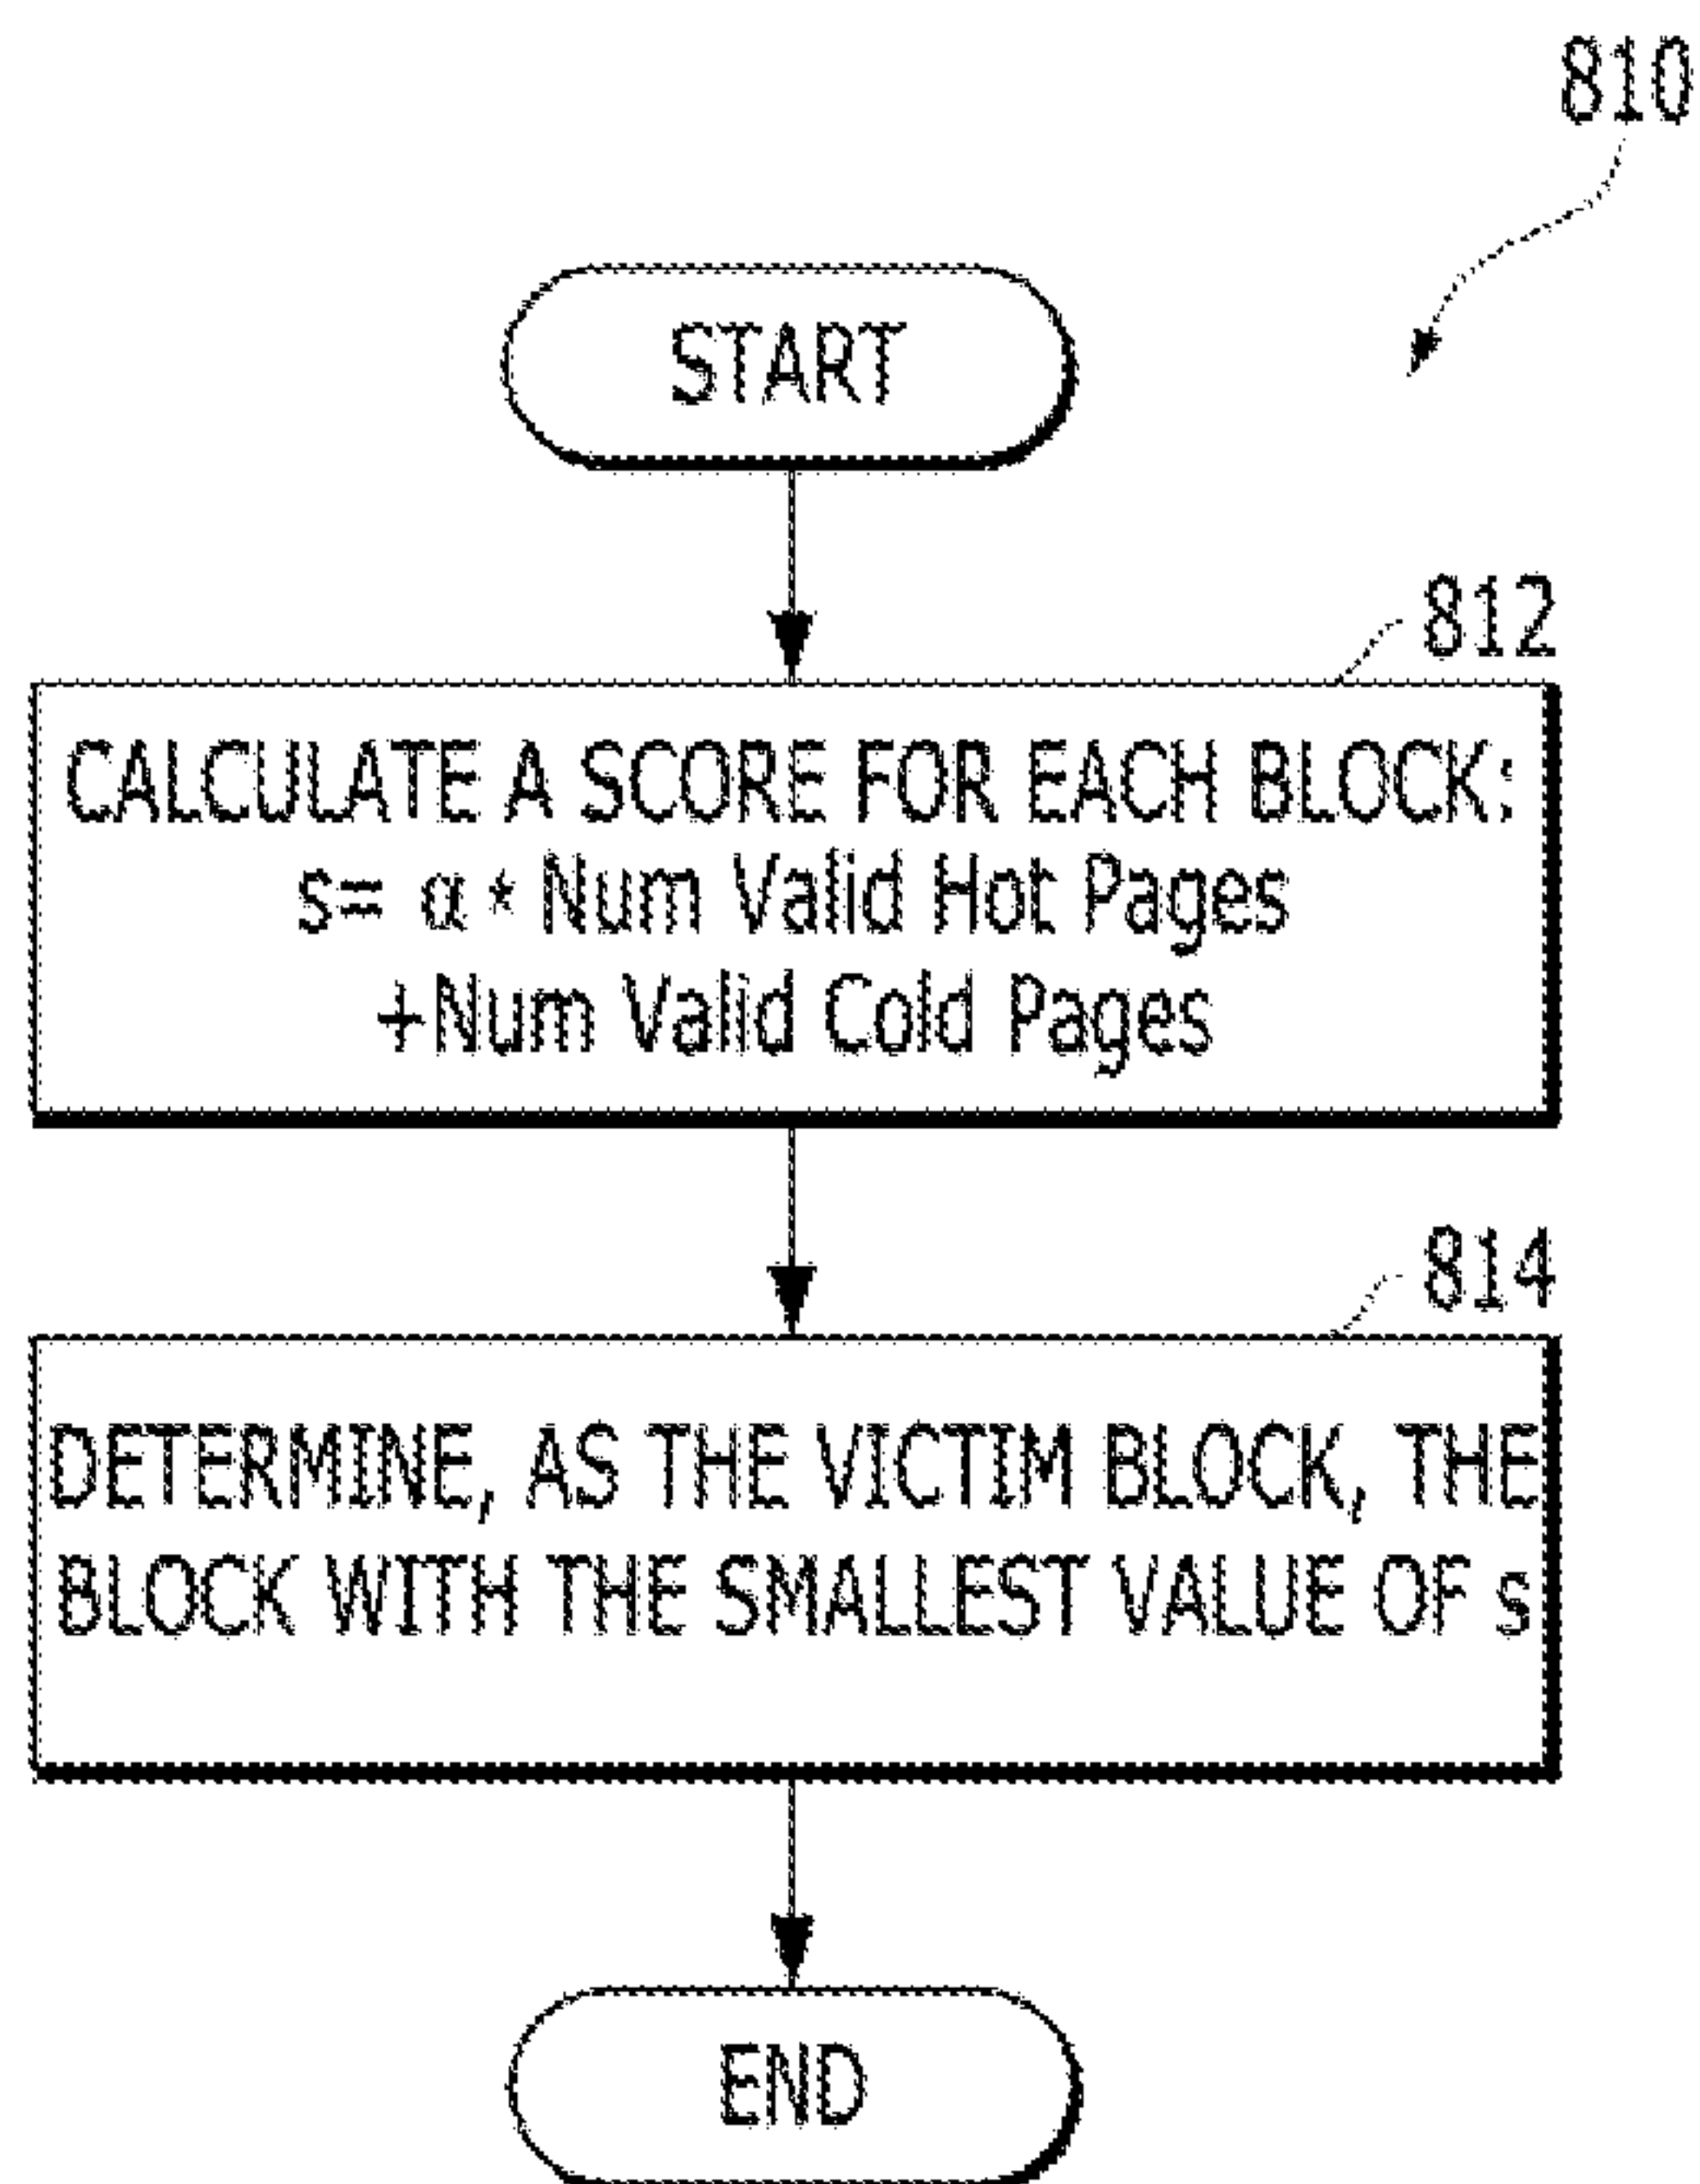 810
START
812
CALCULATE A SCORE FOR EACH BLOCK:
s= α * Num Valid Hot Pages
+Num Valid Cold Pages
814
DETERMINE, AS THE VICTIM BLOCK, THE
BLOCK WITH THE SMALLEST VALUE OF s
END